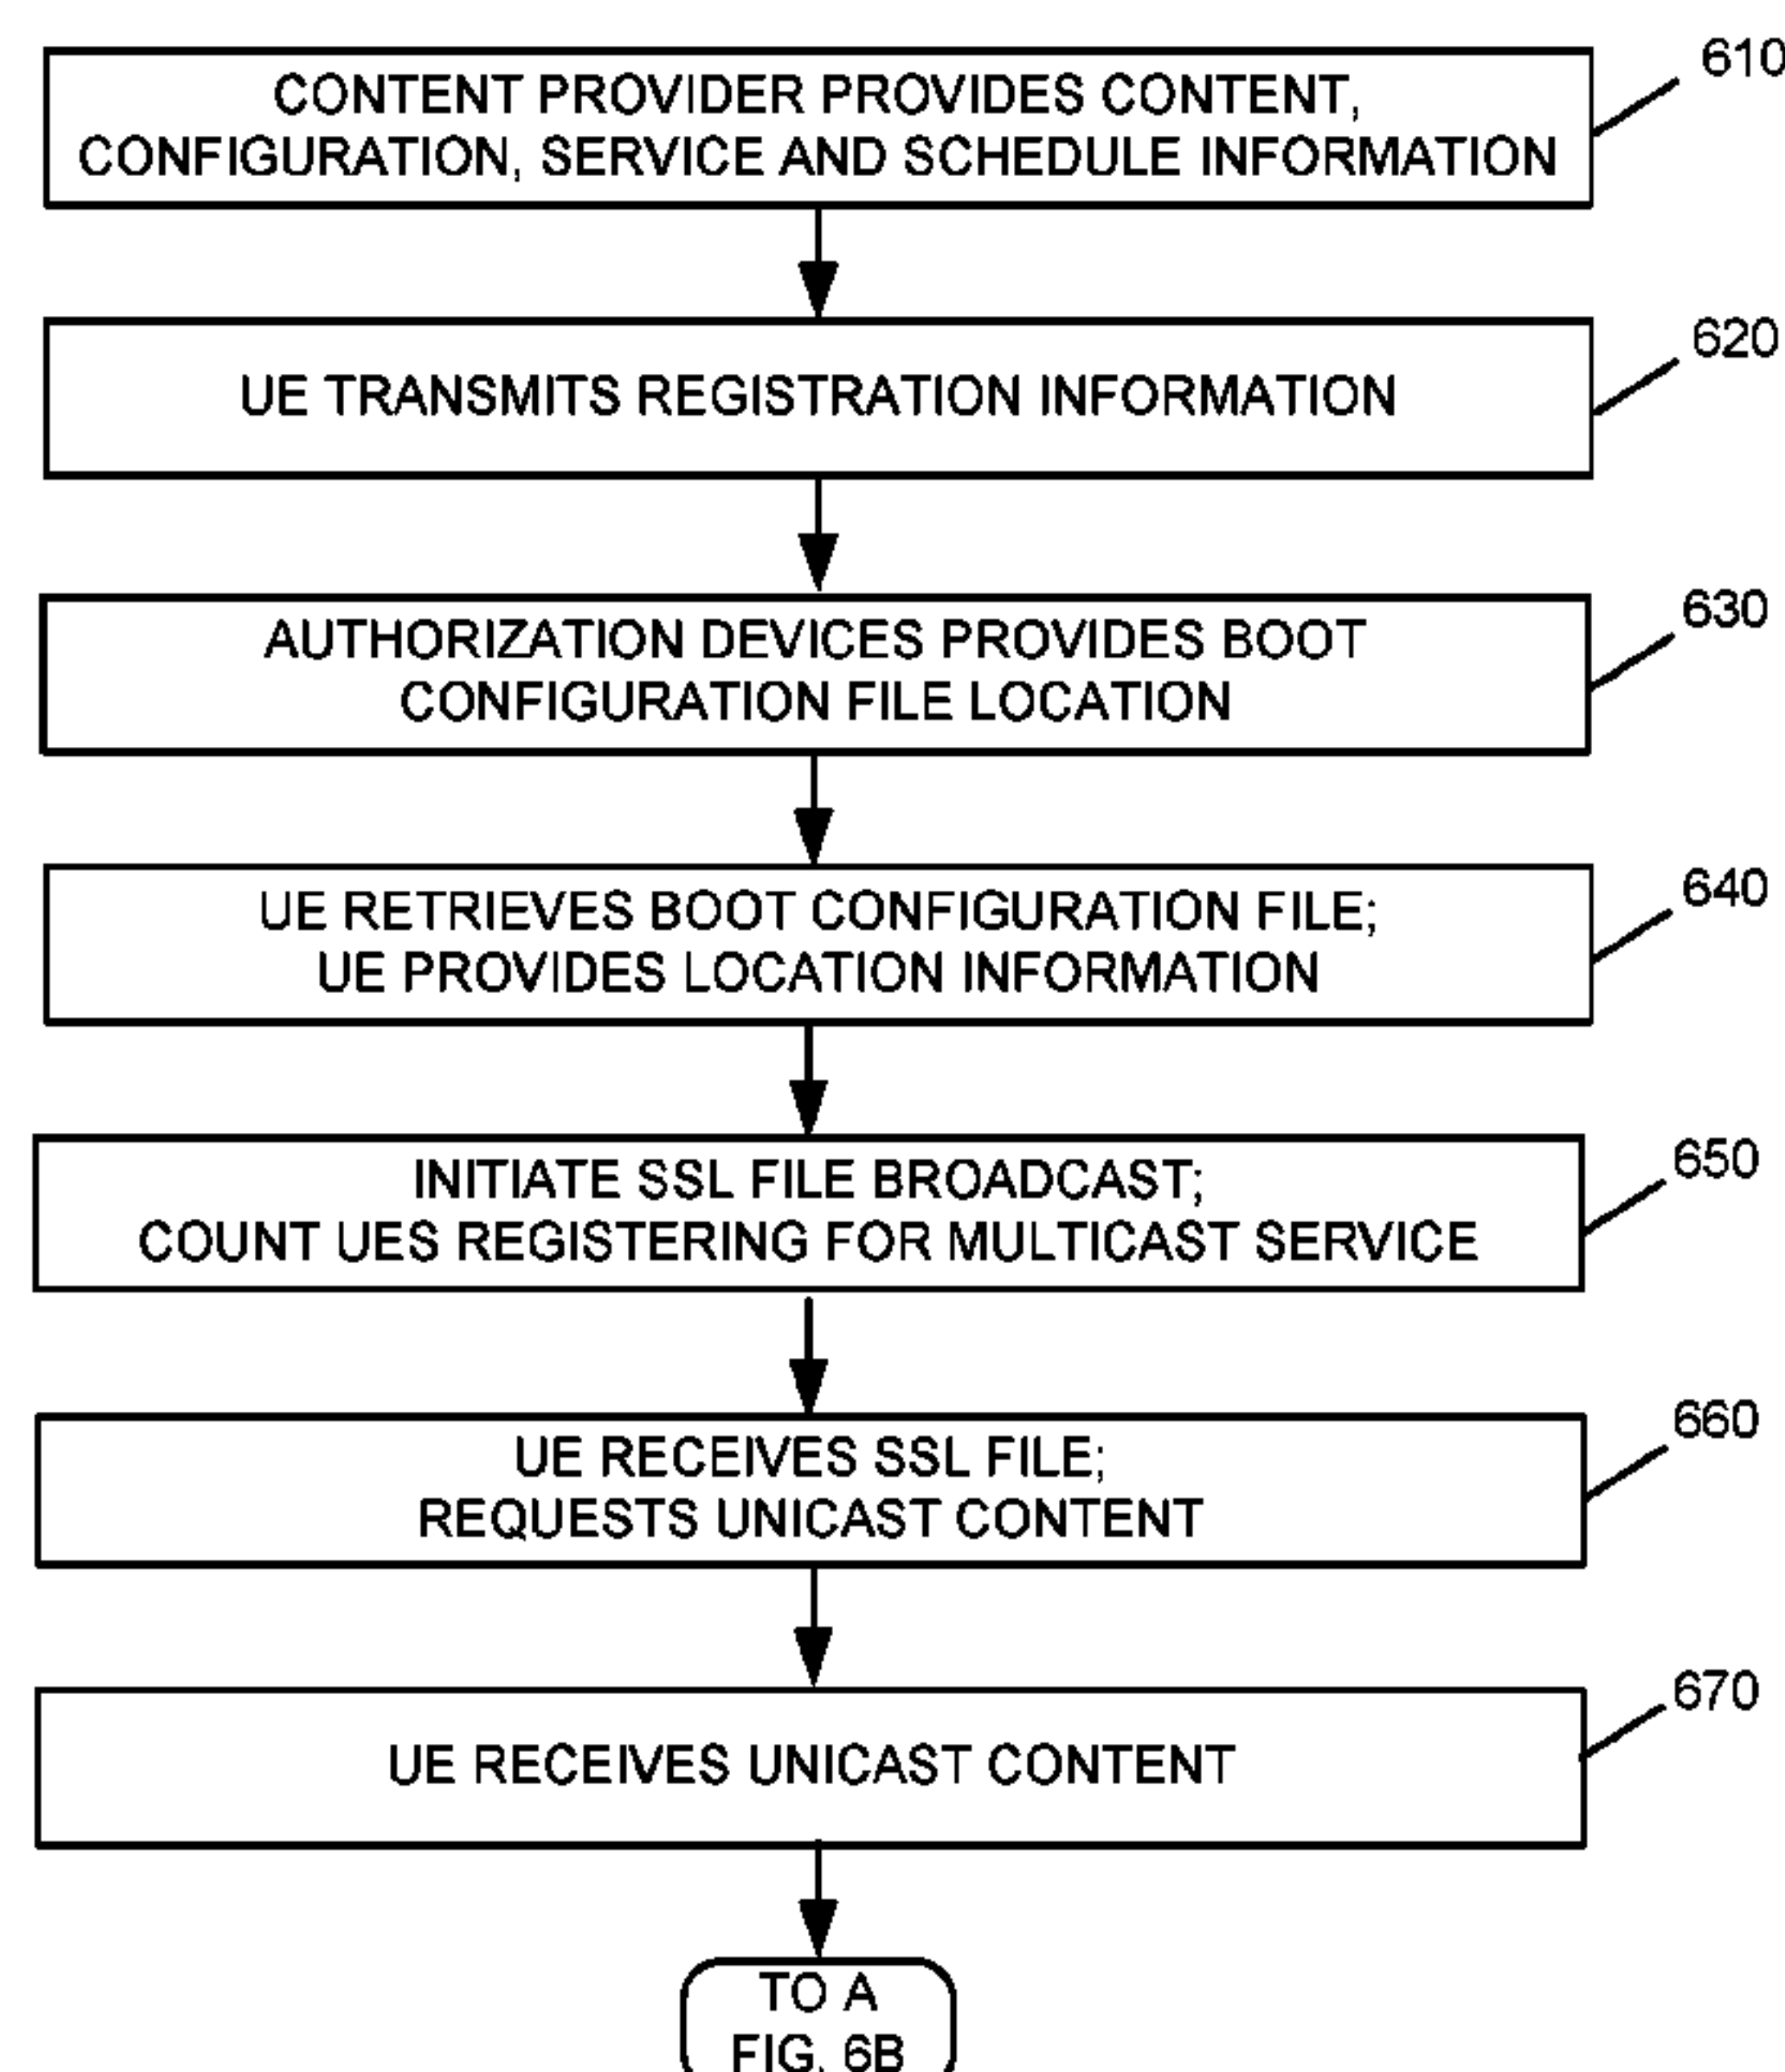 CONTENT PROVIDER PROVIDES CONTENT,
CONFIGURATION, SERVICE AND SCHEDULE INFORMATION
610
UE TRANSMITS REGISTRATION INFORMATION
620
AUTHORIZATION DEVICES PROVIDES BOOT
CONFIGURATION FILE LOCATION
630
UE RETRIEVES BOOT CONFIGURATION FILE;
UE PROVIDES LOCATION INFORMATION
640
INITIATE SSL FILE BROADCAST;
COUNT UES REGISTERING FOR MULTICAST SERVICE
650
UE RECEIVES SSL FILE;
REQUESTS UNICAST CONTENT
660
UE RECEIVES UNICAST CONTENT
670
TO A
FIG. 6B